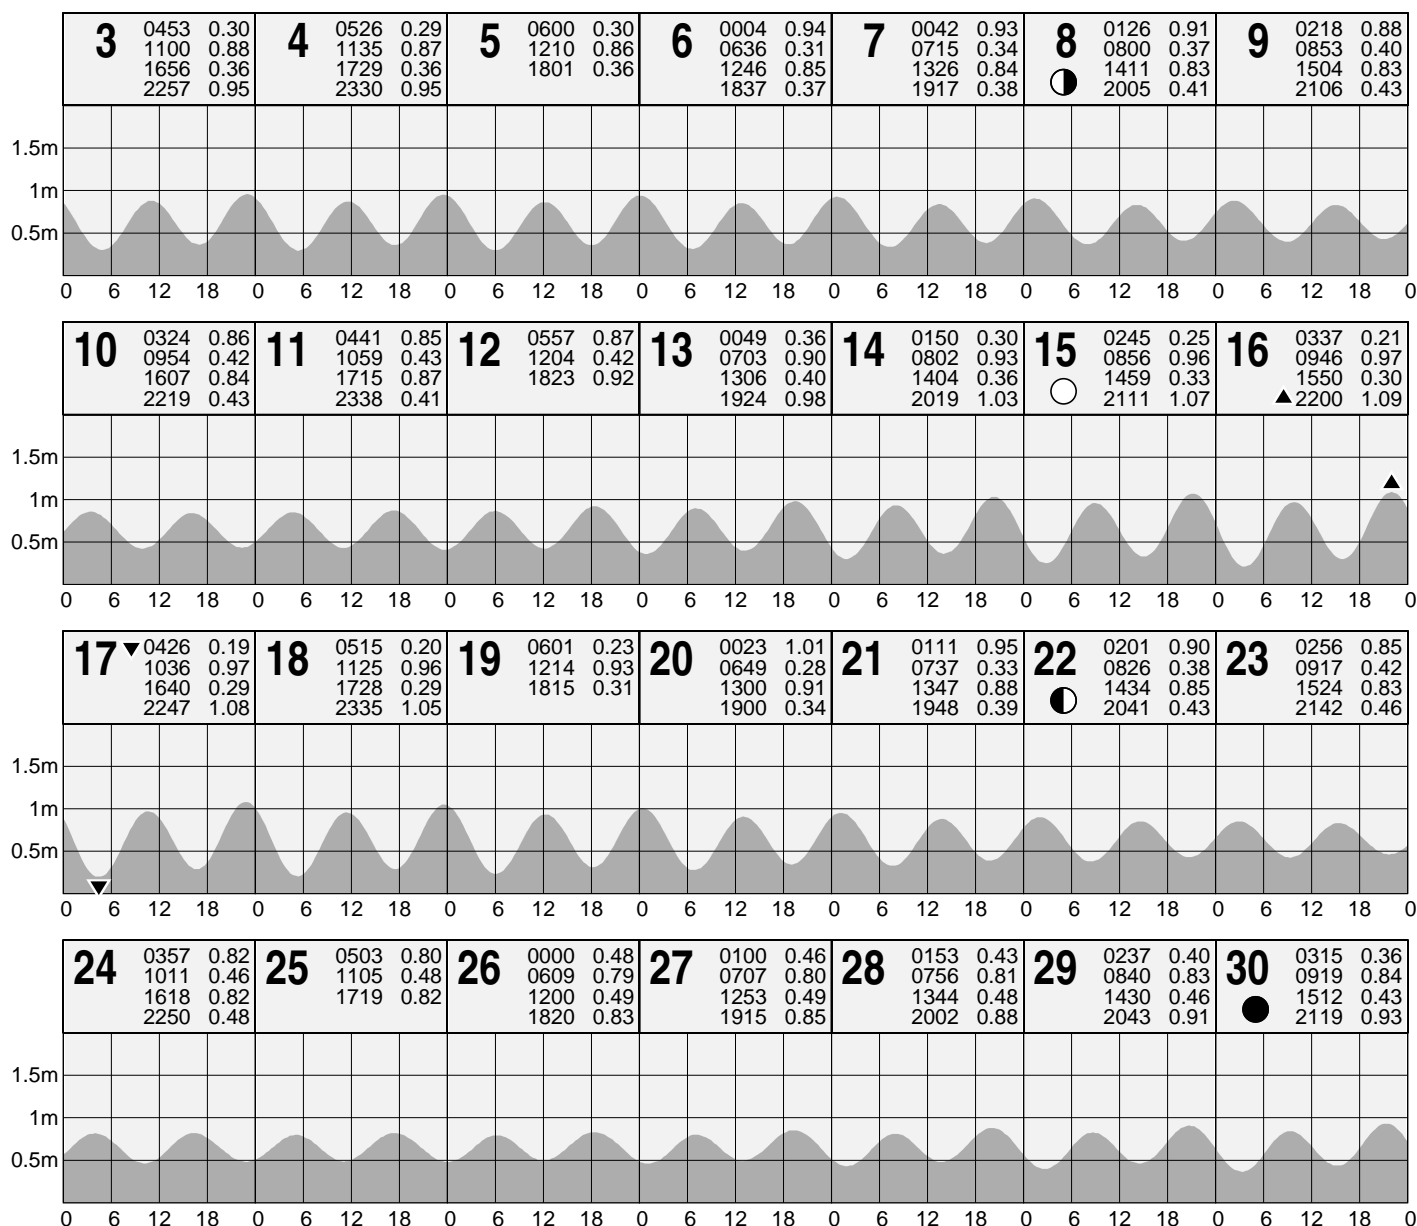 3 0453 0.30 4 0526 0.29 5 0600 0.30 6 0004 0.94 7 0042 0.93 8 0126 0.91 9 0218 0.88
1100 0.88 1135 0.87 1210 0.86 0636 0.31 0715 0.34 0800 0.37 0853 0.40
1656 0.36 1729 0.36 1801 0.36 1246 0.85 1326 0.84 1411 0.83 1504 0.83
2257 0.95 2330 0.95 1837 0.37 1917 0.38 2005 0.41 2106 0.43
1.5m
1m
0.5m
0 6 12 18 0 6 12 18 0 6 12 18 0 6 12 18 0 6 12 18 0 6 12 18 0 6 12 18 0
10 0324 0.86 11 0441 0.85 12 0557 0.87 13 0049 0.36 14 0150 0.30 15 0245 0.25 16 0337 0.21
0954 0.42 1059 0.43 1204 0.42 0703 0.90 0802 0.93 0856 0.96 0946 0.97
1607 0.84 1715 0.87 1823 0.92 1306 0.40 1404 0.36 1459 0.33 1550 0.30
2219 0.43 2338 0.41 1924 0.98 2019 1.03 2111 1.07 2200 1.09
1.5m
1m
0.5m
0 6 12 18 0 6 12 18 0 6 12 18 0 6 12 18 0 6 12 18 0 6 12 18 0 6 12 18 0
17 0426 0.19 18 0515 0.20 19 0601 0.23 20 0023 1.01 21 0111 0.95 22 0201 0.90 23 0256 0.85
1036 0.97 1125 0.96 1214 0.93 0649 0.28 0737 0.33 0826 0.38 0917 0.42
1640 0.29 1728 0.29 1815 0.31 1300 0.91 1347 0.88 1434 0.85 1524 0.83
2247 1.08 2335 1.05 1900 0.34 1948 0.39 2041 0.43 2142 0.46
1.5m
1m
0.5m
0 6 12 18 0 6 12 18 0 6 12 18 0 6 12 18 0 6 12 18 0 6 12 18 0 6 12 18 0
24 0357 0.82 25 0503 0.80 26 0000 0.48 27 0100 0.46 28 0153 0.43 29 0237 0.40 30 0315 0.36
1011 0.46 1105 0.48 0609 0.79 0707 0.80 0756 0.81 0840 0.83 0919 0.84
1618 0.82 1719 0.82 1200 0.49 1253 0.49 1344 0.48 1430 0.46 1512 0.43
2250 0.48 1820 0.83 1915 0.85 2002 0.88 2043 0.91 2119 0.93
1.5m
1m
0.5m
0 6 12 18 0 6 12 18 0 6 12 18 0 6 12 18 0 6 12 18 0 6 12 18 0 6 12 18 0